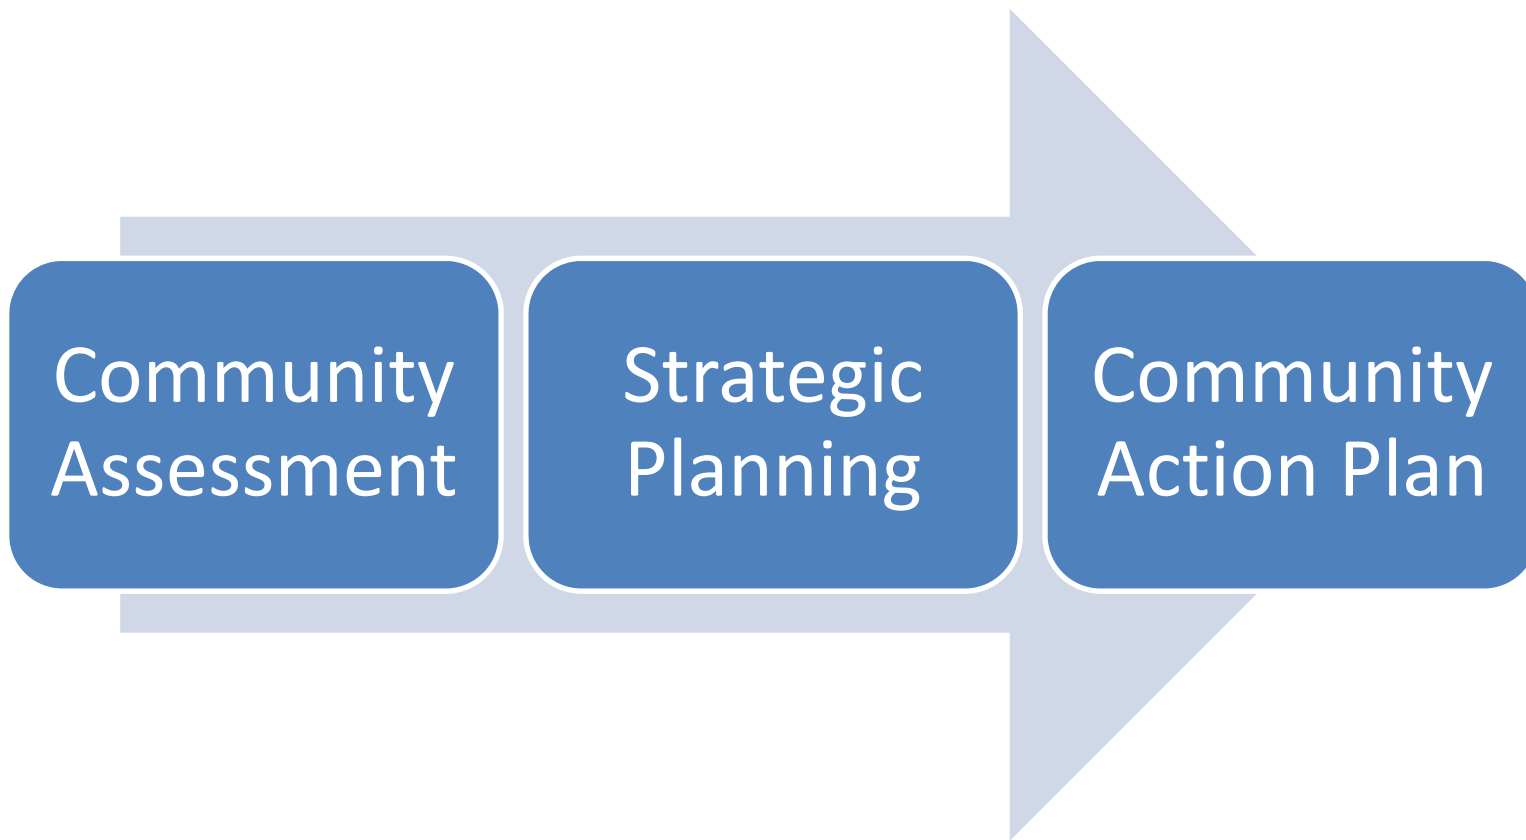 Community
Assessment
Strategic
Planning
Community
Action Plan